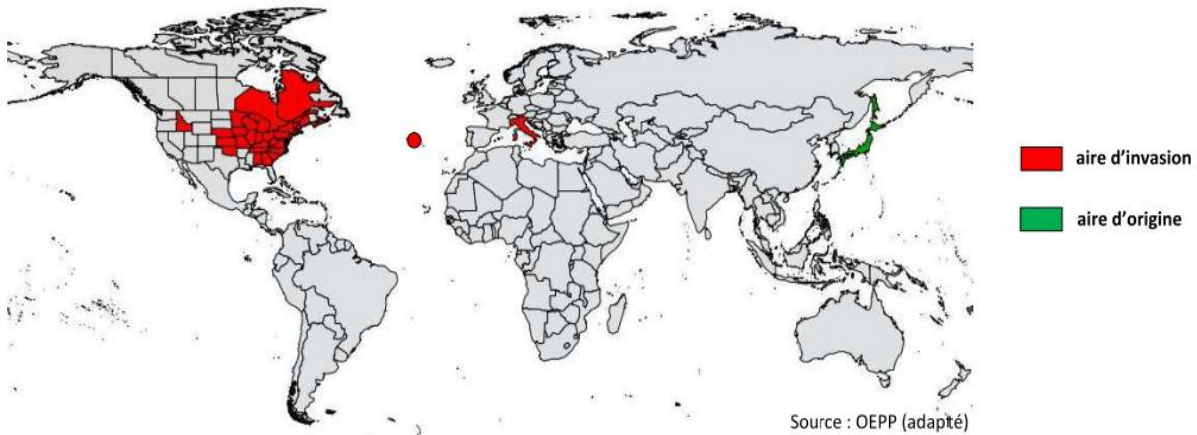 aire d'invasion
aire d'origine
Source : OEPP (adapté)